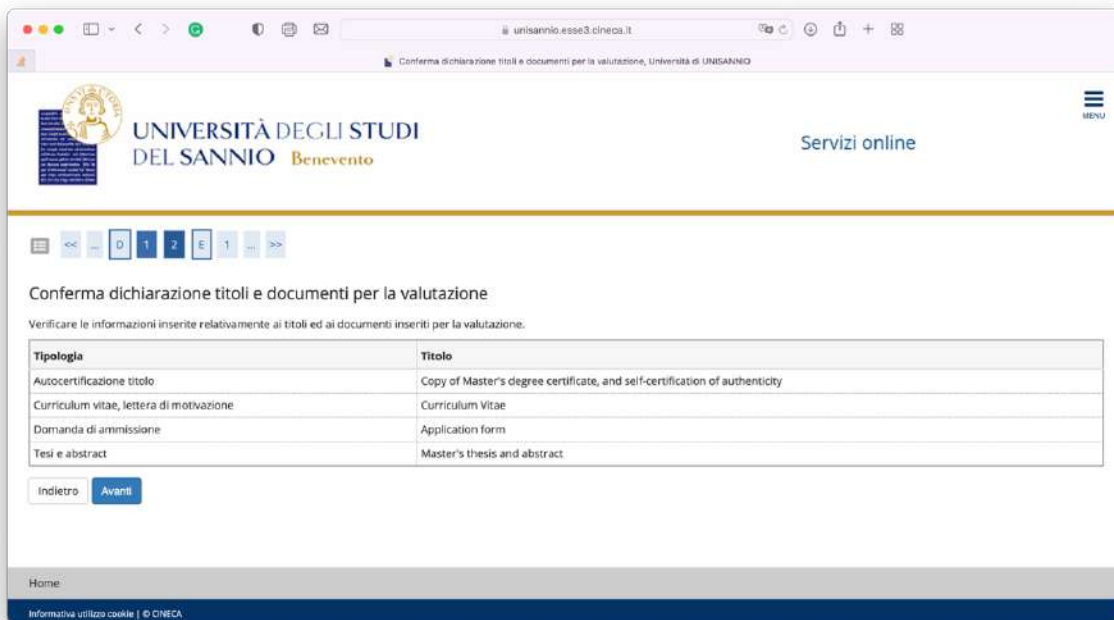 unisannio.esse3.cineca.it
Conferma dichiarazione titoli e documenti per la valutazione, Università di UNISANNIO
MENU
UNIVERSITÀ DEGLI STUDI
DEL SANNIO Benevento
Servizi online
<< ... D 1 2 E 1 ... >>
Conferma dichiarazione titoli e documenti per la valutazione
Verificare le informazioni inserite relativamente ai titoli ed ai documenti inseriti per la valutazione.
Tipologia Titolo
Autocertificazione titolo Copy of Master's degree certificate, and self-certification of authenticity
Curriculum vitae, lettera di motivazione Curriculum Vitae
Domanda di ammissione Application form
Tesi e abstract Master's thesis and abstract
Indietro Avanti
Home
Informativa utilizzo cookie | © CINECA